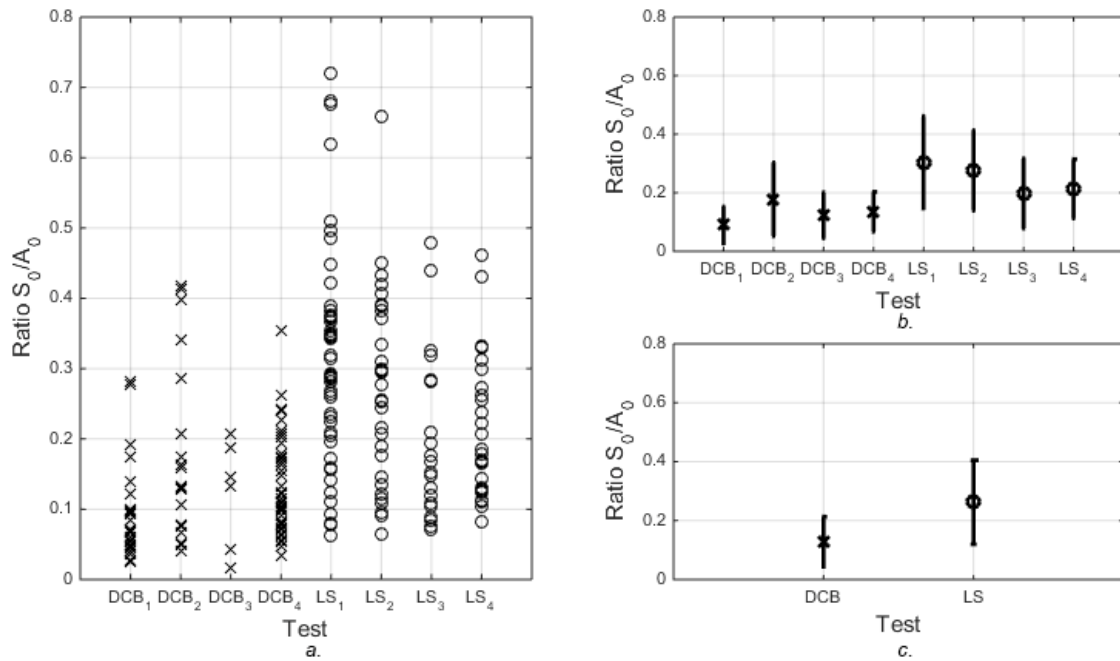 Ratio S₀/A₀
0.8
0.7
0.6
0.5
0.4
0.3
0.2
0.1
0
DCB₁ DCB₂ DCB₃ DCB₄ LS₁ LS₂ LS₃ LS₄
Test
a.
Ratio S₀/A₀
0.8
0.6
0.4
0.2
0
DCB₁ DCB₂ DCB₃ DCB₄ LS₁ LS₂ LS₃ LS₄
Test
b.
Ratio S₀/A₀
0.8
0.6
0.4
0.2
0
DCB LS
Test
c.